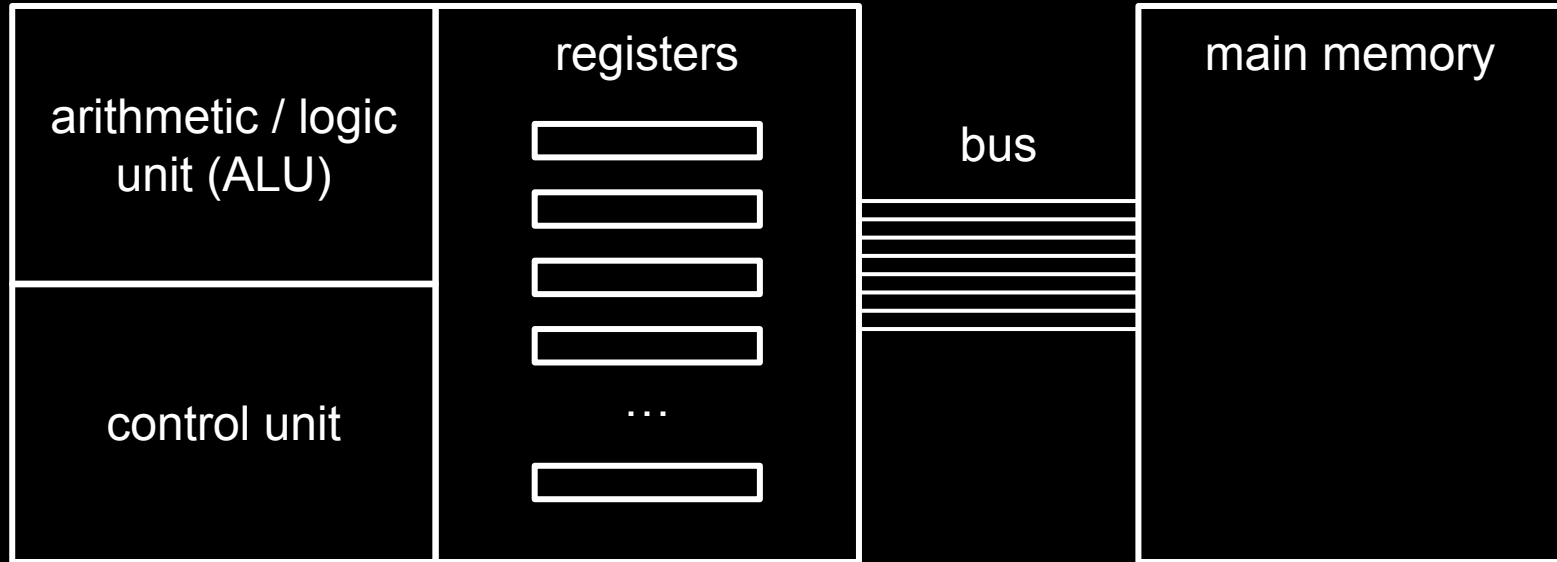 arithmetic / logic
unit (ALU)
control unit
registers
…
bus
main memory